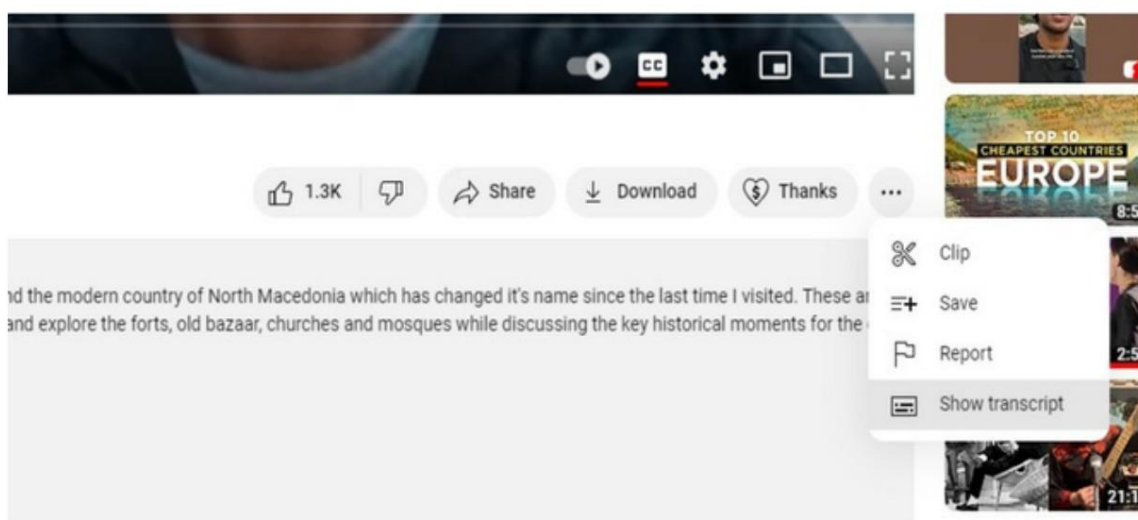 CC
TOP 10
CHEAPEST COUNTRIES
EUROPE
8:5
1.3K Share Download $ Thanks ...
Clip
Save
Report
Show transcript
nd the modern country of North Macedonia which has changed it's name since the last time I visited. These ar
and explore the forts, old bazaar, churches and mosques while discussing the key historical moments for the
2:5
21:1